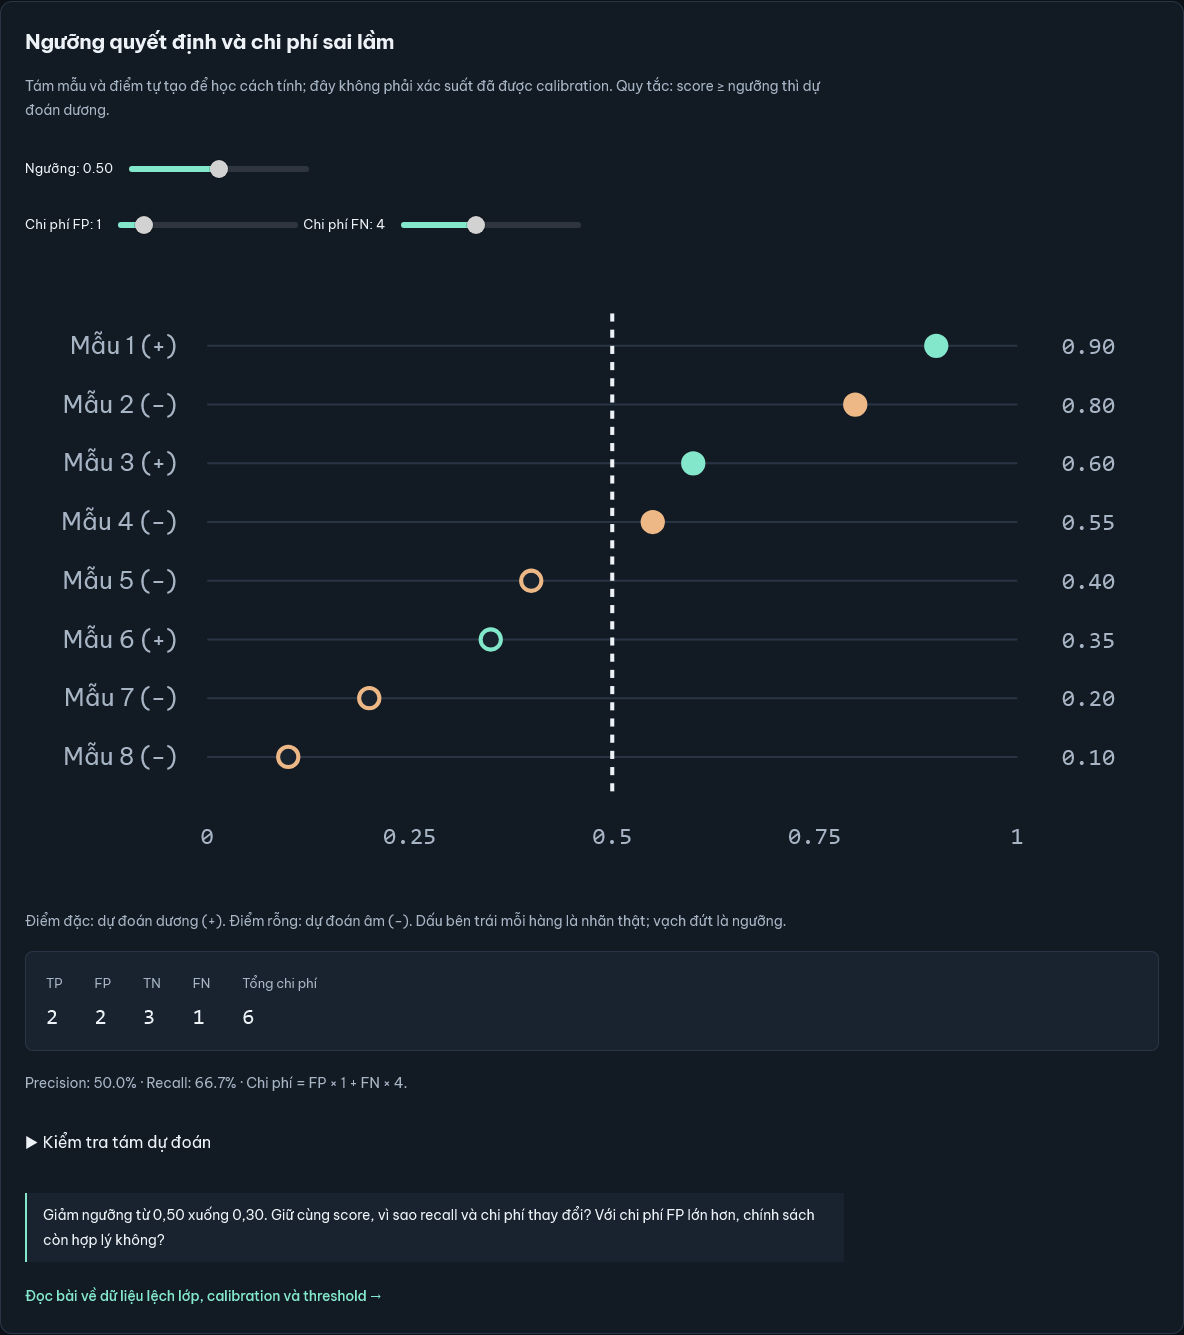 Ngưỡng quyết định và chi phí sai lầm
Tám mẫu và điểm tự tạo để học cách tính; đây không phải xác suất đã được calibration. Quy tắc: score ≥ ngưỡng thì dự
đoán dương.
Ngưỡng: 0.50
Chi phí FP: 1 Chi phí FN: 4
Mẫu 1 (+) 0.90
Mẫu 2 (−) 0.80
Mẫu 3 (+) 0.60
Mẫu 4 (−) 0.55
Mẫu 5 (−) 0.40
Mẫu 6 (+) 0.35
Mẫu 7 (−) 0.20
Mẫu 8 (−) 0.10
0 0.25 0.5 0.75 1
Điểm đặc: dự đoán dương (+). Điểm rỗng: dự đoán âm (−). Dấu bên trái mỗi hàng là nhãn thật; vạch đứt là ngưỡng.
TP FP TN FN Tổng chi phí
2 2 3 1 6
Precision: 50.0% · Recall: 66.7% · Chi phí = FP × 1 + FN × 4.
▶ Kiểm tra tám dự đoán
Giảm ngưỡng từ 0,50 xuống 0,30. Giữ cùng score, vì sao recall và chi phí thay đổi? Với chi phí FP lớn hơn, chính sách
còn hợp lý không?
Đọc bài về dữ liệu lệch lớp, calibration và threshold →